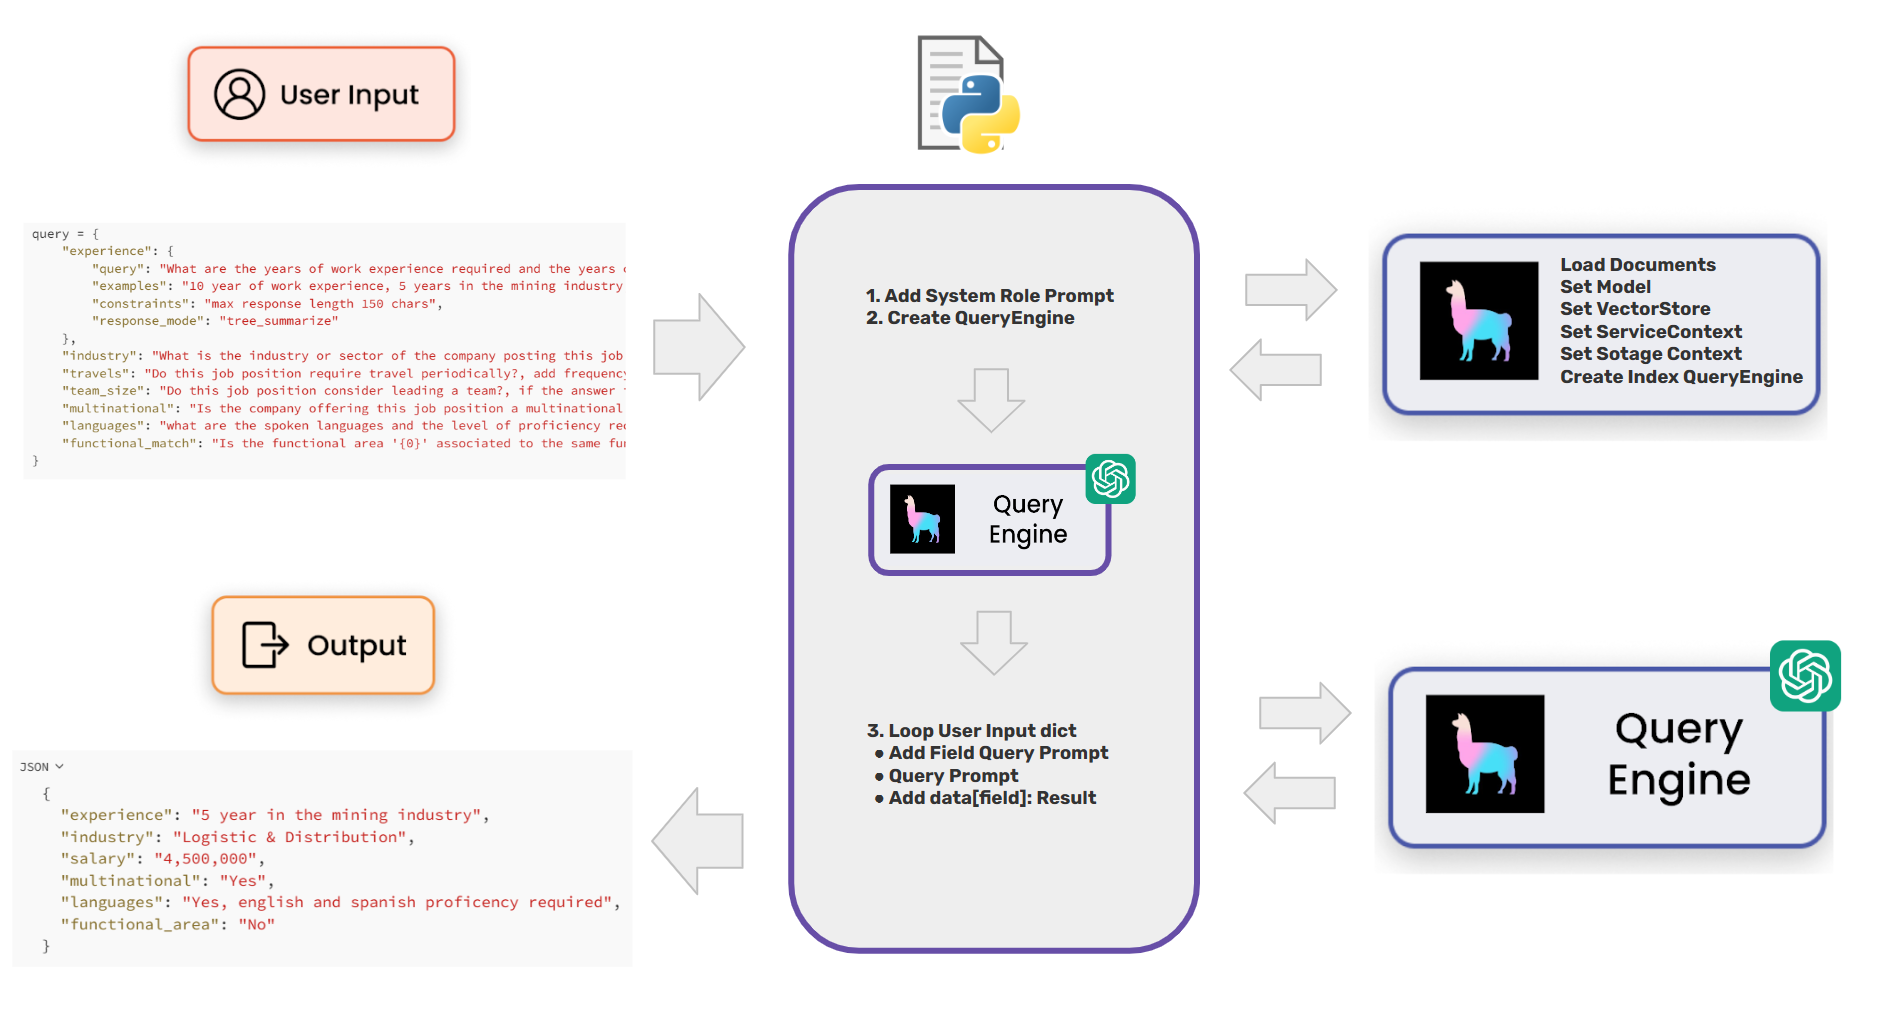 User Input
query = {
"experience": {
"query": "What are the years of work experience required and the years
"examples": "10 year of work experience, 5 years in the mining industry
"constraints": "max response length 150 chars",
"response_mode": "tree_summarize"
},
"industry": "What is the industry or sector of the company posting this job
"travels": "Do this job position require travel periodically?, add frequency
"team_size": "Do this job position consider leading a team?, if the answer
"multinational": "Is the company offering this job position a multinational
"languages": "what are the spoken languages and the level of proficiency
"functional_match": "Is the functional area '{0}' associated to the same
}
Output
JSON
{
"experience": "5 year in the mining industry",
"industry": "Logistic & Distribution",
"salary": "4,500,000",
"multinational": "Yes",
"languages": "Yes, english and spanish proficency required",
"functional_area": "No"
}
1. Add System Role Prompt
2. Create QueryEngine
Query
Engine
3. Loop User Input dict
• Add Field Query Prompt
• Query Prompt
• Add data[field]: Result
Load Documents
Set Model
Set VectorStore
Set ServiceContext
Set Sotage Context
Create Index QueryEngine
Query
Engine